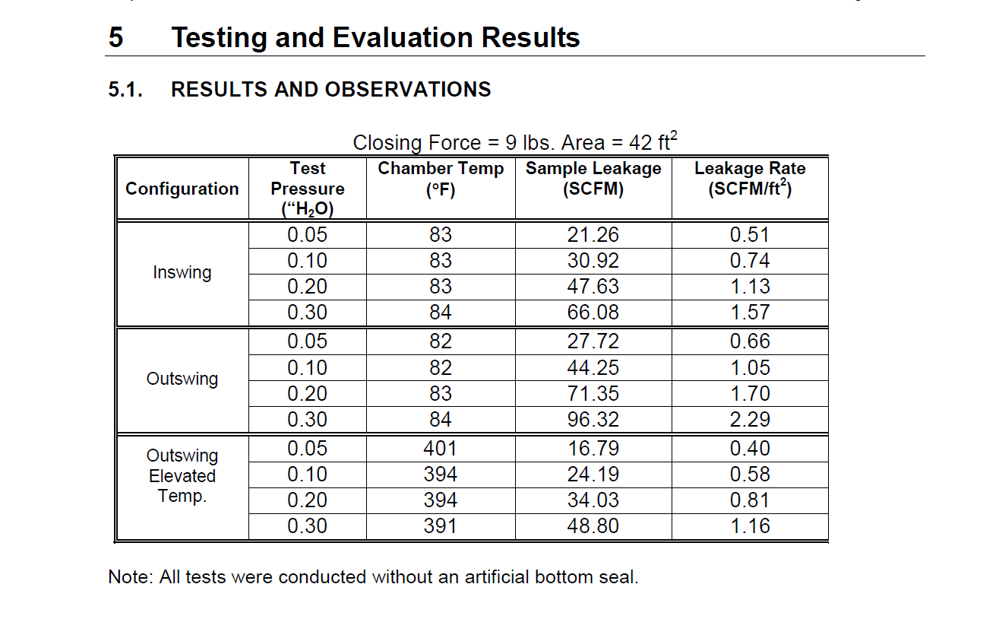 5 Testing and Evaluation Results
5.1. RESULTS AND OBSERVATIONS
Closing Force = 9 lbs. Area = 42 ft²
Configuration | Test Pressure (“H₂O) | Chamber Temp (°F) | Sample Leakage (SCFM) | Leakage Rate (SCFM/ft²)
Inswing | 0.05 | 83 | 21.26 | 0.51
0.10 | 83 | 30.92 | 0.74
0.20 | 83 | 47.63 | 1.13
0.30 | 84 | 66.08 | 1.57
Outswing | 0.05 | 82 | 27.72 | 0.66
0.10 | 82 | 44.25 | 1.05
0.20 | 83 | 71.35 | 1.70
0.30 | 84 | 96.32 | 2.29
Outswing Elevated Temp. | 0.05 | 401 | 16.79 | 0.40
0.10 | 394 | 24.19 | 0.58
0.20 | 394 | 34.03 | 0.81
0.30 | 391 | 48.80 | 1.16
Note: All tests were conducted without an artificial bottom seal.